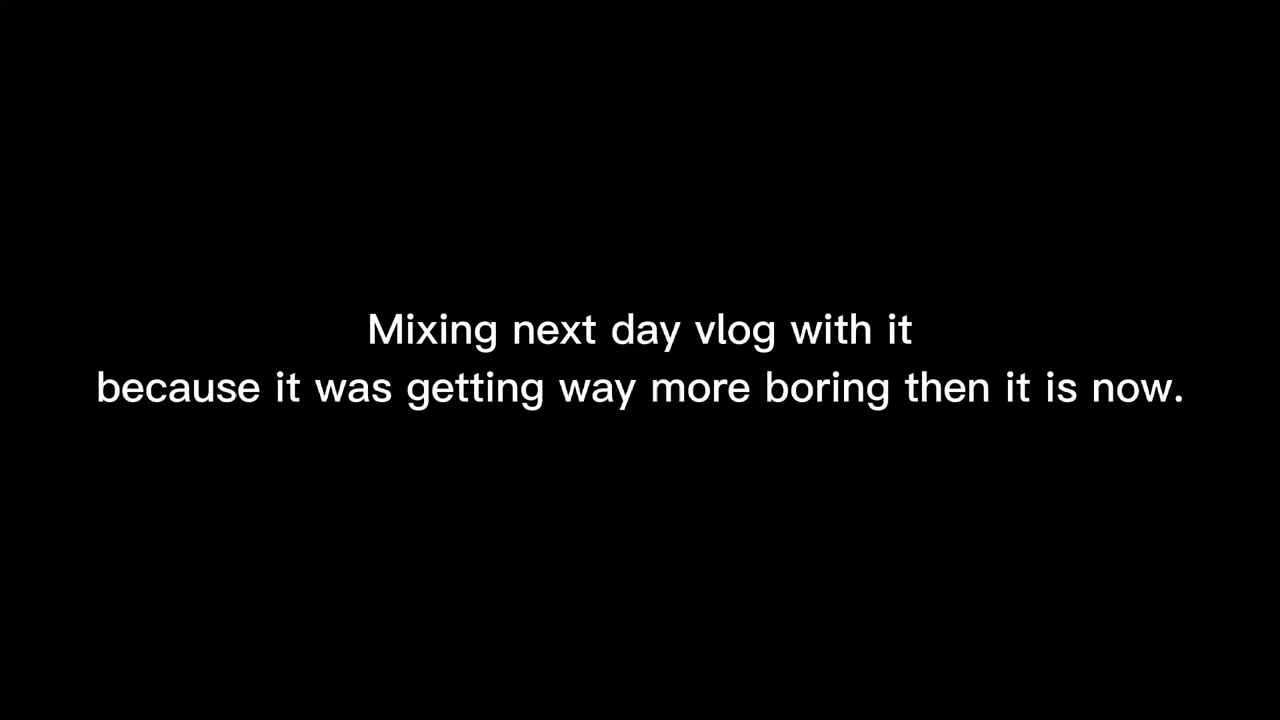 Mixing next day vlog with it
because it was getting way more boring then it is now.